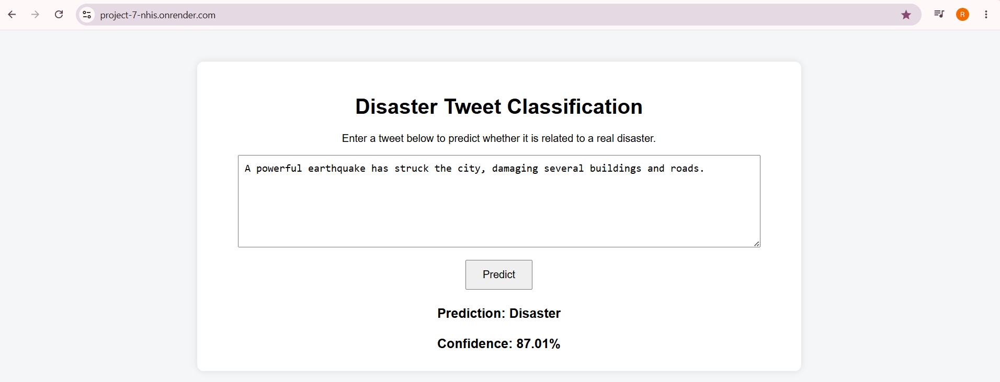 project-7-nhis.onrender.com
R
Disaster Tweet Classification
Enter a tweet below to predict whether it is related to a real disaster.
A powerful earthquake has struck the city, damaging several buildings and roads.
Predict
Prediction: Disaster
Confidence: 87.01%